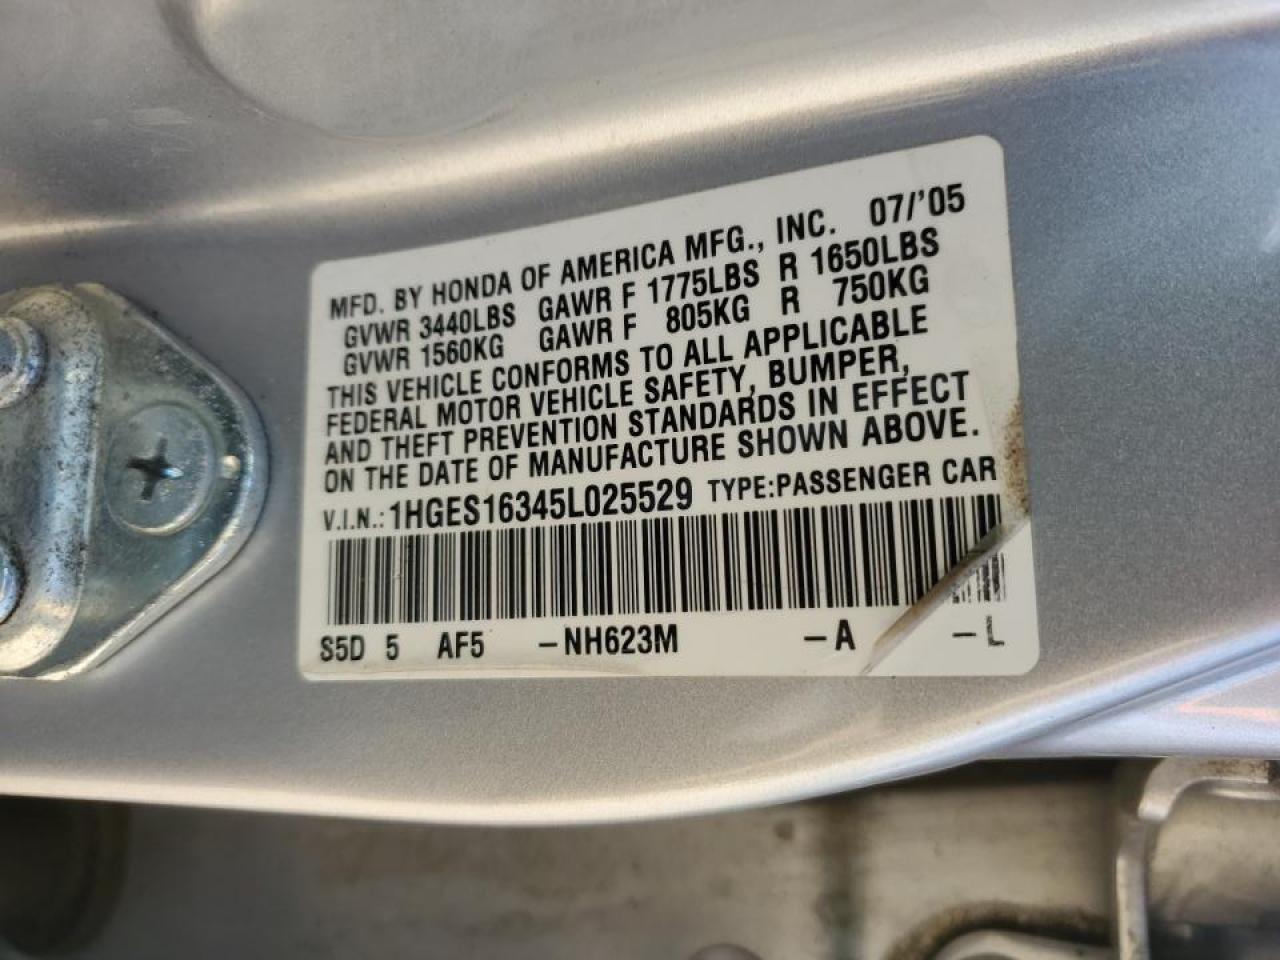 MFD. BY HONDA OF AMERICA MFG., INC. 07/'05
GVWR 3440LBS GAWR F 1775LBS R 1650LBS
GVWR 1560KG GAWR F 805KG R 750KG
THIS VEHICLE CONFORMS TO ALL APPLICABLE
FEDERAL MOTOR VEHICLE SAFETY, BUMPER,
AND THEFT PREVENTION STANDARDS IN EFFECT
ON THE DATE OF MANUFACTURE SHOWN ABOVE.
V.I.N.: 1HGES16345L025529 TYPE:PASSENGER CAR
S5D 5 AF5 -NH623M -A -L